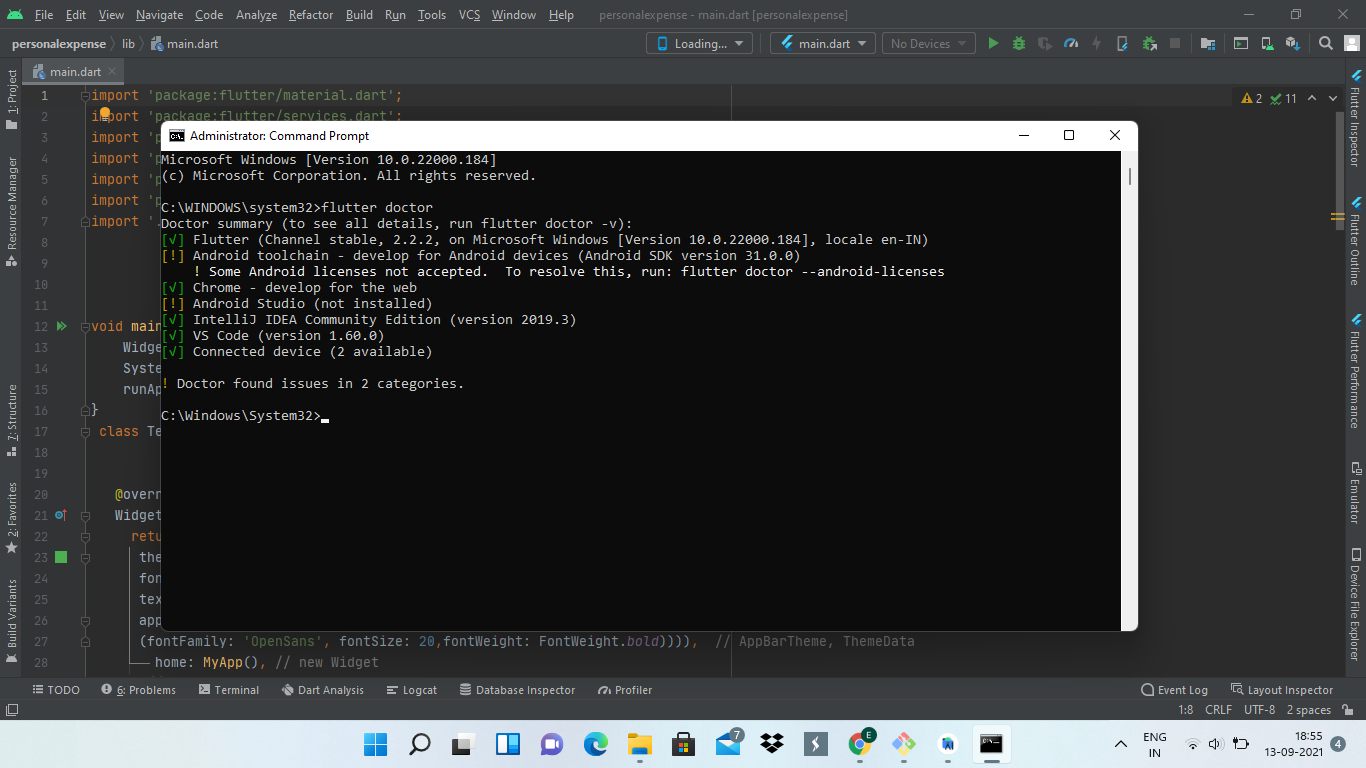 File Edit View Navigate Code Analyze Refactor Build Run Tools VCS Window Help personalexpense - main.dart [personalexpense]
personalexpense lib main.dart Loading... main.dart No Devices
main.dart
1 import 'package:flutter/material.dart';
2 import 'package:flutter/services.dart';
3 import 'p
4 import 'p
5 import 'p
6 import 'p
7 import '.
8
9
10
11
12 void main
13 Widge
14 Syste
15 runAp
16 }
17 class Te
18
19
20 @overr
21 Widget
22 retu
23 the
24 fon
25 tex
26 app
27 (fontFamily: 'OpenSans', fontSize: 20,fontWeight: FontWeight.bold)))), // AppBarTheme, ThemeData
28 home: MyApp(), // new Widget
2 11
Administrator: Command Prompt
Microsoft Windows [Version 10.0.22000.184]
(c) Microsoft Corporation. All rights reserved.
C:\WINDOWS\system32>flutter doctor
Doctor summary (to see all details, run flutter doctor -v):
[√] Flutter (Channel stable, 2.2.2, on Microsoft Windows [Version 10.0.22000.184], locale en-IN)
[!] Android toolchain - develop for Android devices (Android SDK version 31.0.0)
! Some Android licenses not accepted. To resolve this, run: flutter doctor --android-licenses
[√] Chrome - develop for the web
[!] Android Studio (not installed)
[√] IntelliJ IDEA Community Edition (version 2019.3)
[√] VS Code (version 1.60.0)
[√] Connected device (2 available)
! Doctor found issues in 2 categories.
C:\Windows\System32>
1: Project
Resource Manager
7: Structure
2: Favorites
Build Variants
Flutter Inspector
Flutter Outline
Flutter Performance
Emulator
Device File Explorer
TODO 6: Problems Terminal Dart Analysis Logcat Database Inspector Profiler Event Log Layout Inspector
1:8 CRLF UTF-8 2 spaces
7 E
ENG
IN
18:55
13-09-2021
4